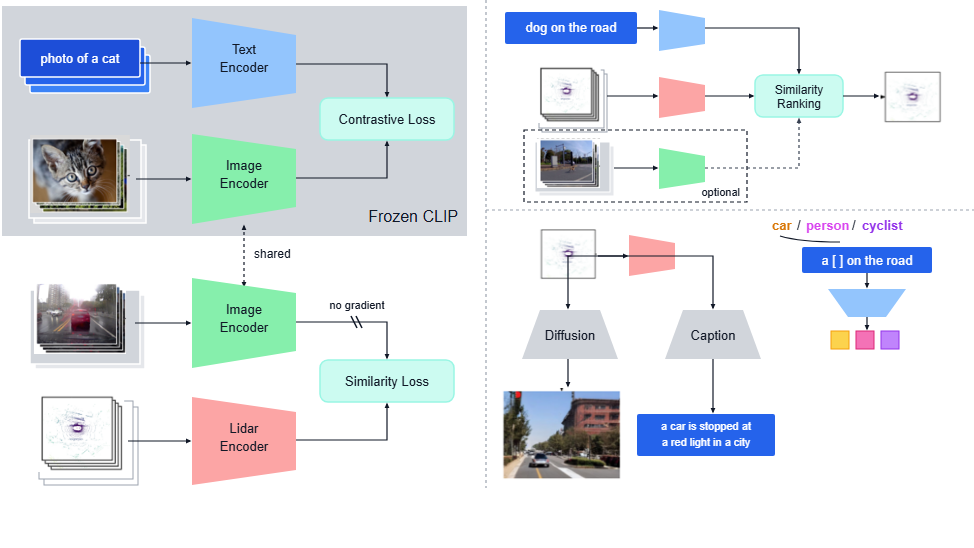 photo of a cat
Text
Encoder
Contrastive Loss
Image
Encoder
Frozen CLIP
shared
Image
Encoder
no gradient
Similarity Loss
Lidar
Encoder
dog on the road
Similarity
Ranking
optional
car / person / cyclist
a [ ] on the road
Diffusion
Caption
a car is stopped at
a red light in a city